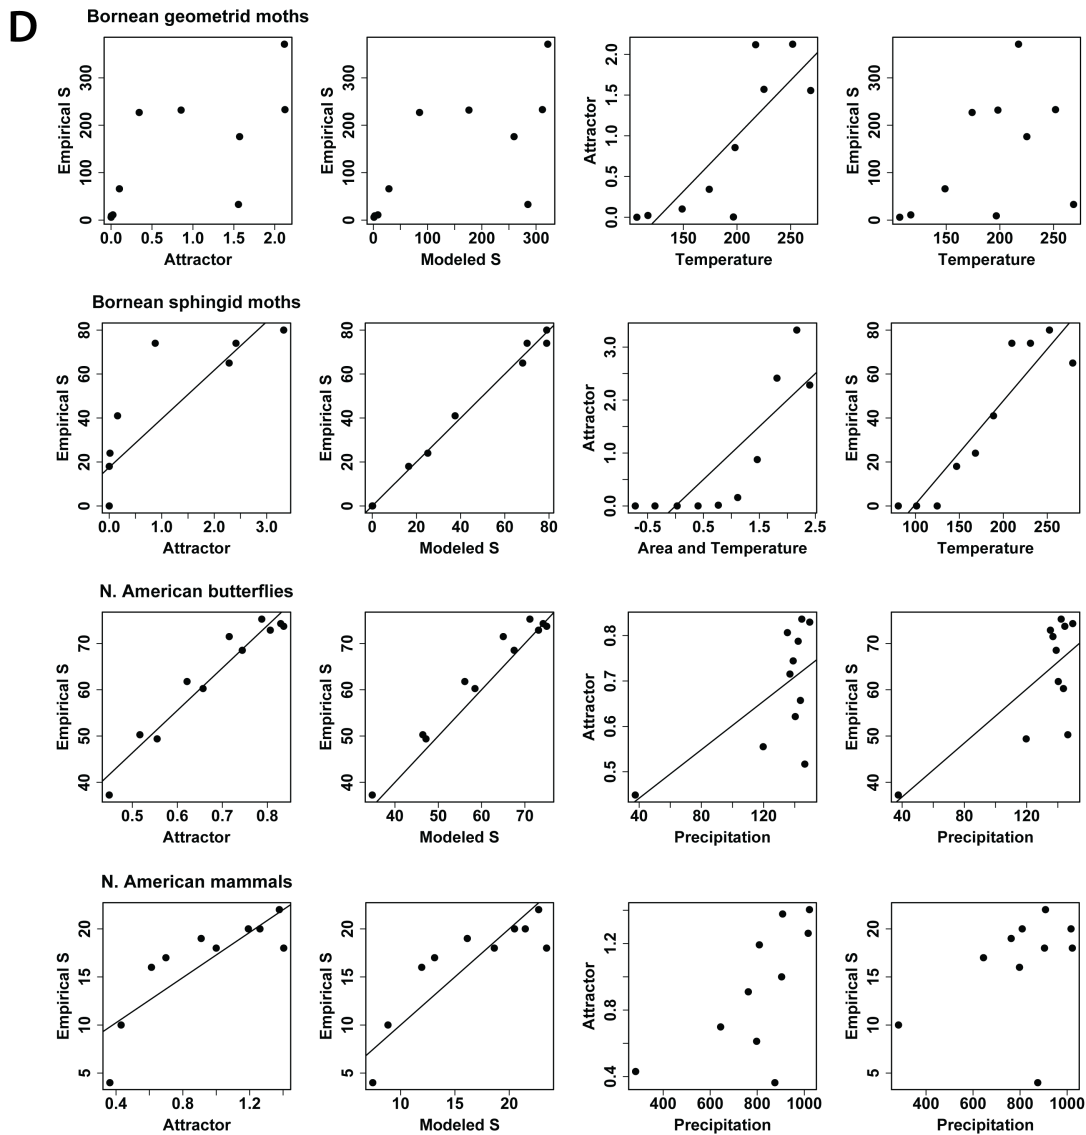 D
Bornean geometrid moths
Empirical S
0 100 200 300
0.0 0.5 1.0 1.5 2.0
Attractor
Empirical S
0 100 200 300
0 100 200 300
Modeled S
Attractor
0.0 0.5 1.0 1.5 2.0
150 200 250
Temperature
Empirical S
0 100 200 300
150 200 250
Temperature
Bornean sphingid moths
Empirical S
0 20 40 60 80
0.0 1.0 2.0 3.0
Attractor
Empirical S
0 20 40 60 80
0 20 40 60 80
Modeled S
Attractor
0.0 1.0 2.0 3.0
-0.5 0.5 1.5 2.5
Area and Temperature
Empirical S
0 20 40 60 80
100 150 200 250
Temperature
N. American butterflies
Empirical S
40 50 60 70
0.5 0.6 0.7 0.8
Attractor
Empirical S
40 50 60 70
40 50 60 70
Modeled S
Attractor
0.5 0.6 0.7 0.8
40 80 120
Precipitation
Empirical S
40 50 60 70
40 80 120
Precipitation
N. American mammals
Empirical S
5 10 15 20
0.4 0.8 1.2
Attractor
Empirical S
5 10 15 20
10 15 20
Modeled S
Attractor
0.4 0.8 1.2
400 600 800 1000
Precipitation
Empirical S
5 10 15 20
400 600 800 1000
Precipitation